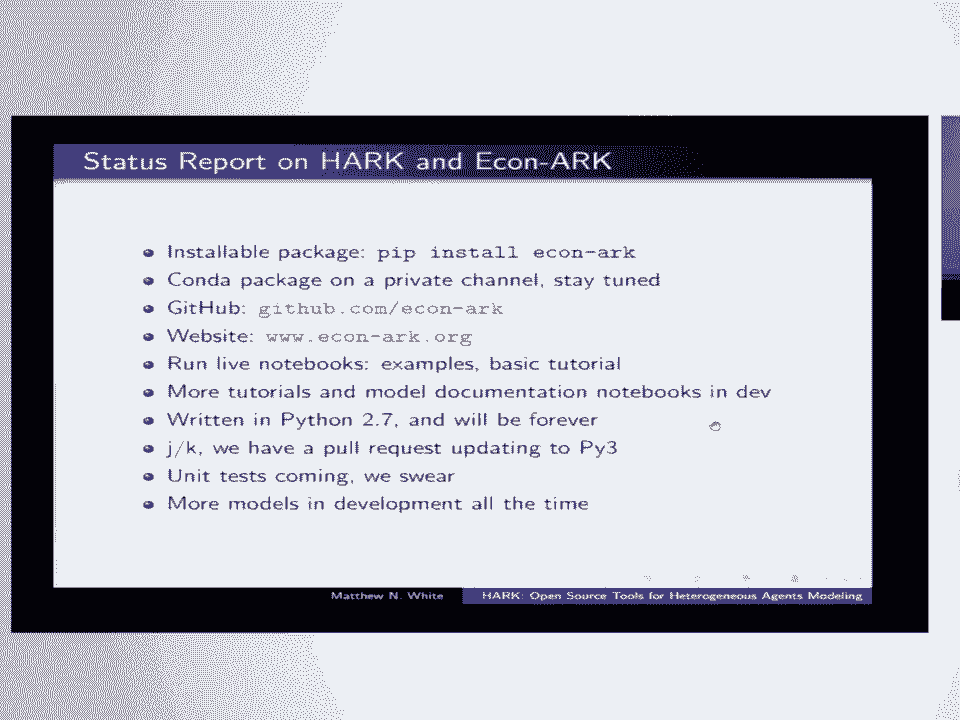 Status Report on HARK and Econ-ARK
Installable package: pip install econ-ark
Conda package on a private channel, stay tuned
GitHub: github.com/econ-ark
Website: www.econ-ark.org
Run live notebooks: examples, basic tutorial
More tutorials and model documentation notebooks in dev
Written in Python 2.7, and will be forever
j/k, we have a pull request updating to Py3
Unit tests coming, we swear
More models in development all the time
Matthew N. White
HARK: Open Source Tools for Heterogeneous Agents Modeling